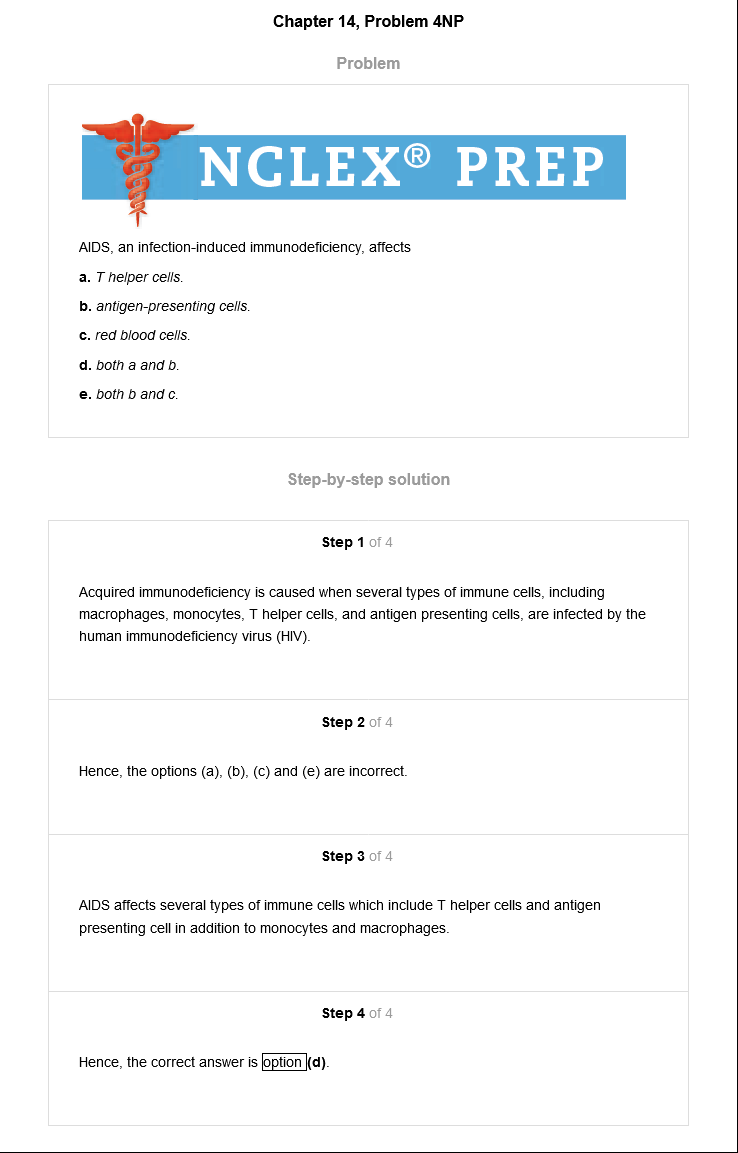 Chapter 14, Problem 4NP
Problem
NCLEX® PREP
AIDS, an infection-induced immunodeficiency, affects
a. T helper cells.
b. antigen-presenting cells.
c. red blood cells.
d. both a and b.
e. both b and c.
Step-by-step solution
Step 1 of 4
Acquired immunodeficiency is caused when several types of immune cells, including
macrophages, monocytes, T helper cells, and antigen presenting cells, are infected by the
human immunodeficiency virus (HIV).
Step 2 of 4
Hence, the options (a), (b), (c) and (e) are incorrect.
Step 3 of 4
AIDS affects several types of immune cells which include T helper cells and antigen
presenting cell in addition to monocytes and macrophages.
Step 4 of 4
Hence, the correct answer is option (d).